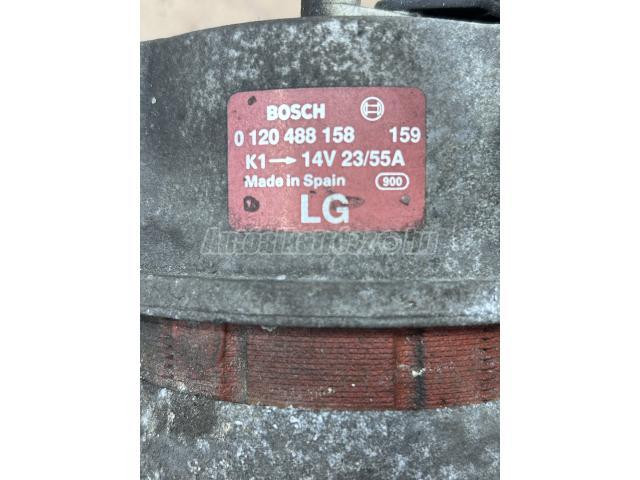 BOSCH
0 120 488 158 159
K1→ 14V 23/55A
Made in Spain 900
LG